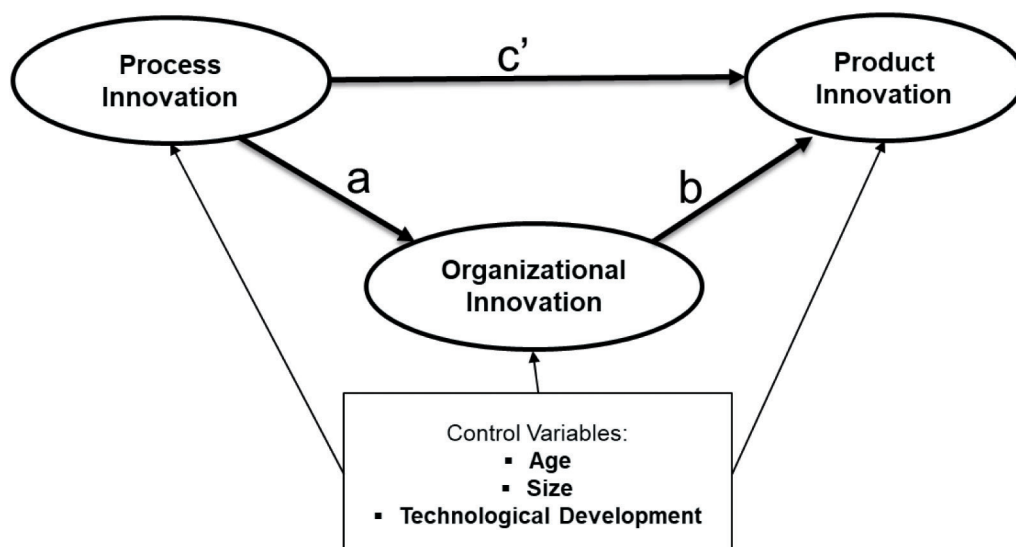 Process
Innovation
c’
Product
Innovation
a
b
Organizational
Innovation
Control Variables:
▪ Age
▪ Size
▪ Technological Development